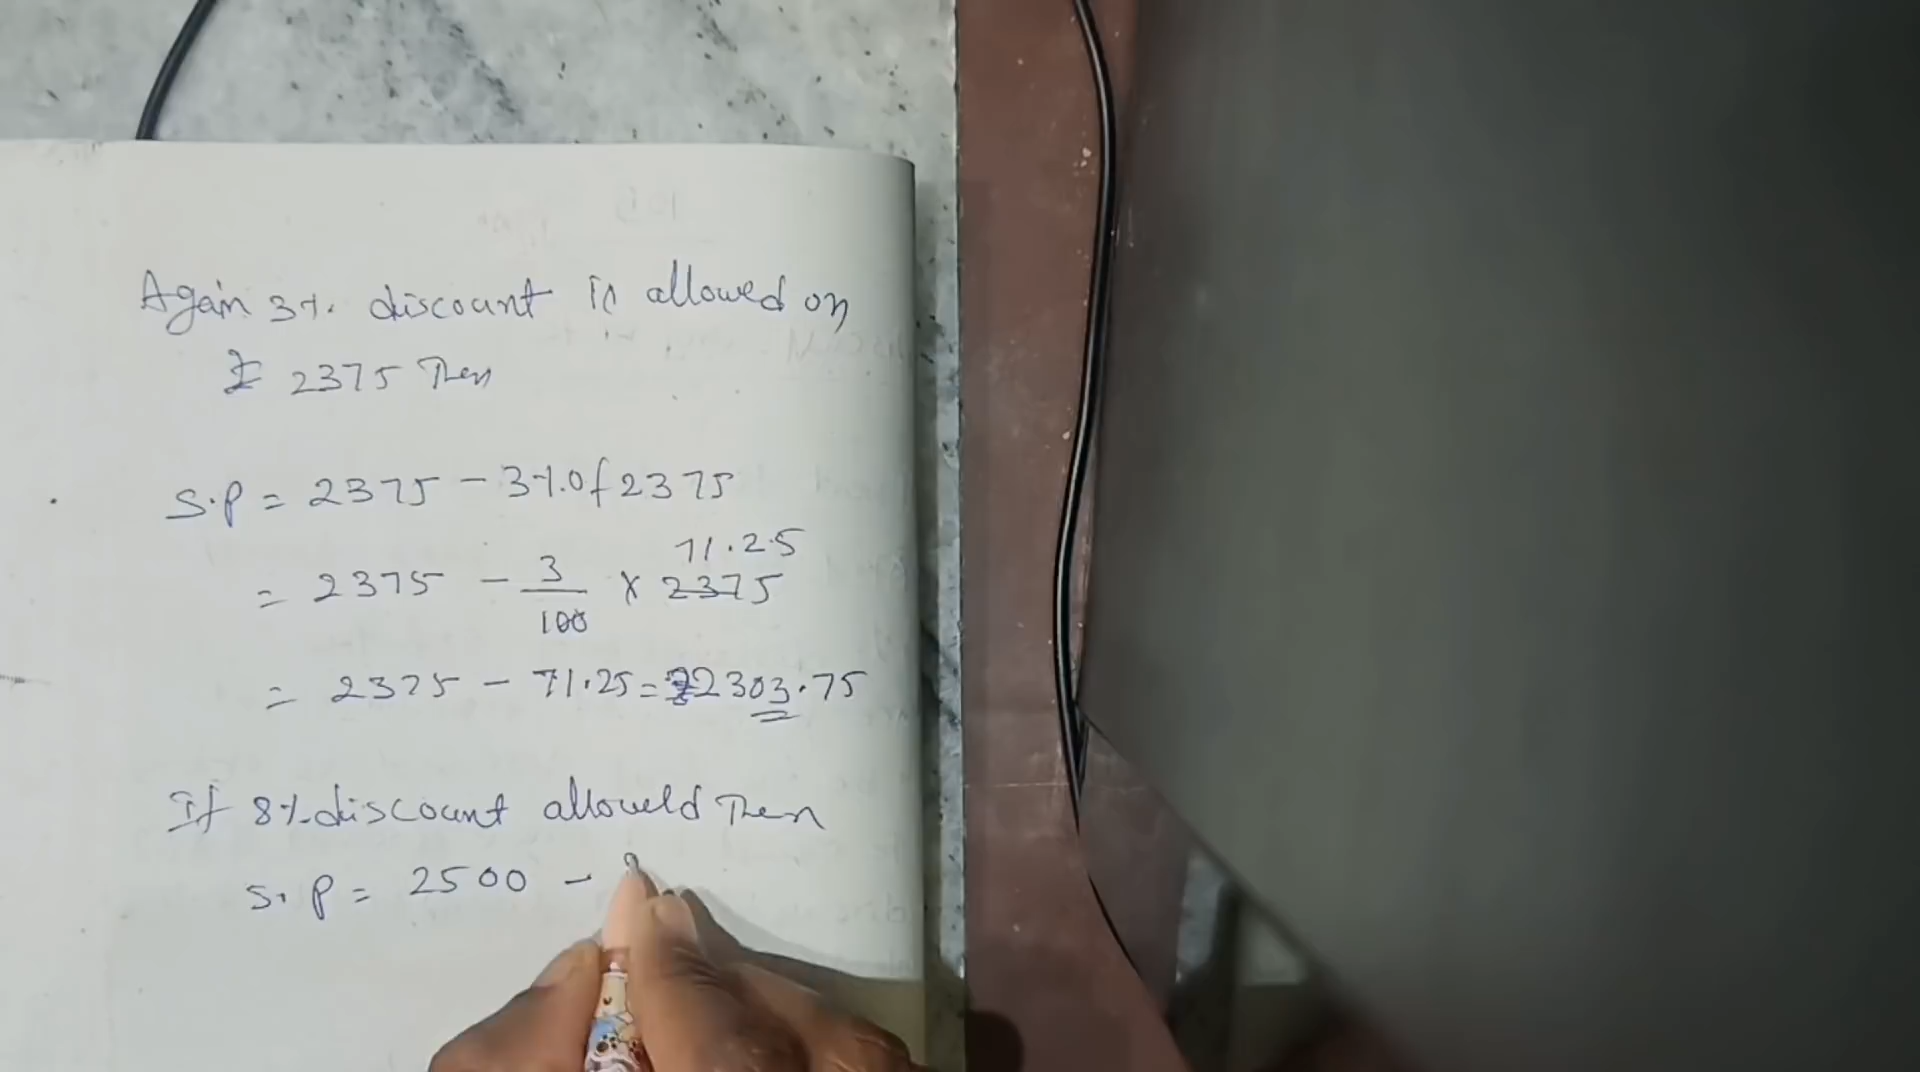 Again 3%. discount is allowed on
₹ 2375 Then
S.P = 2375 - 3%.of 2375
71.25
= 2375 - 3/100 x 2375
= 2375 - 71.25 = 2303.75
If 8% discount alloweld Then
S. P = 2500 -